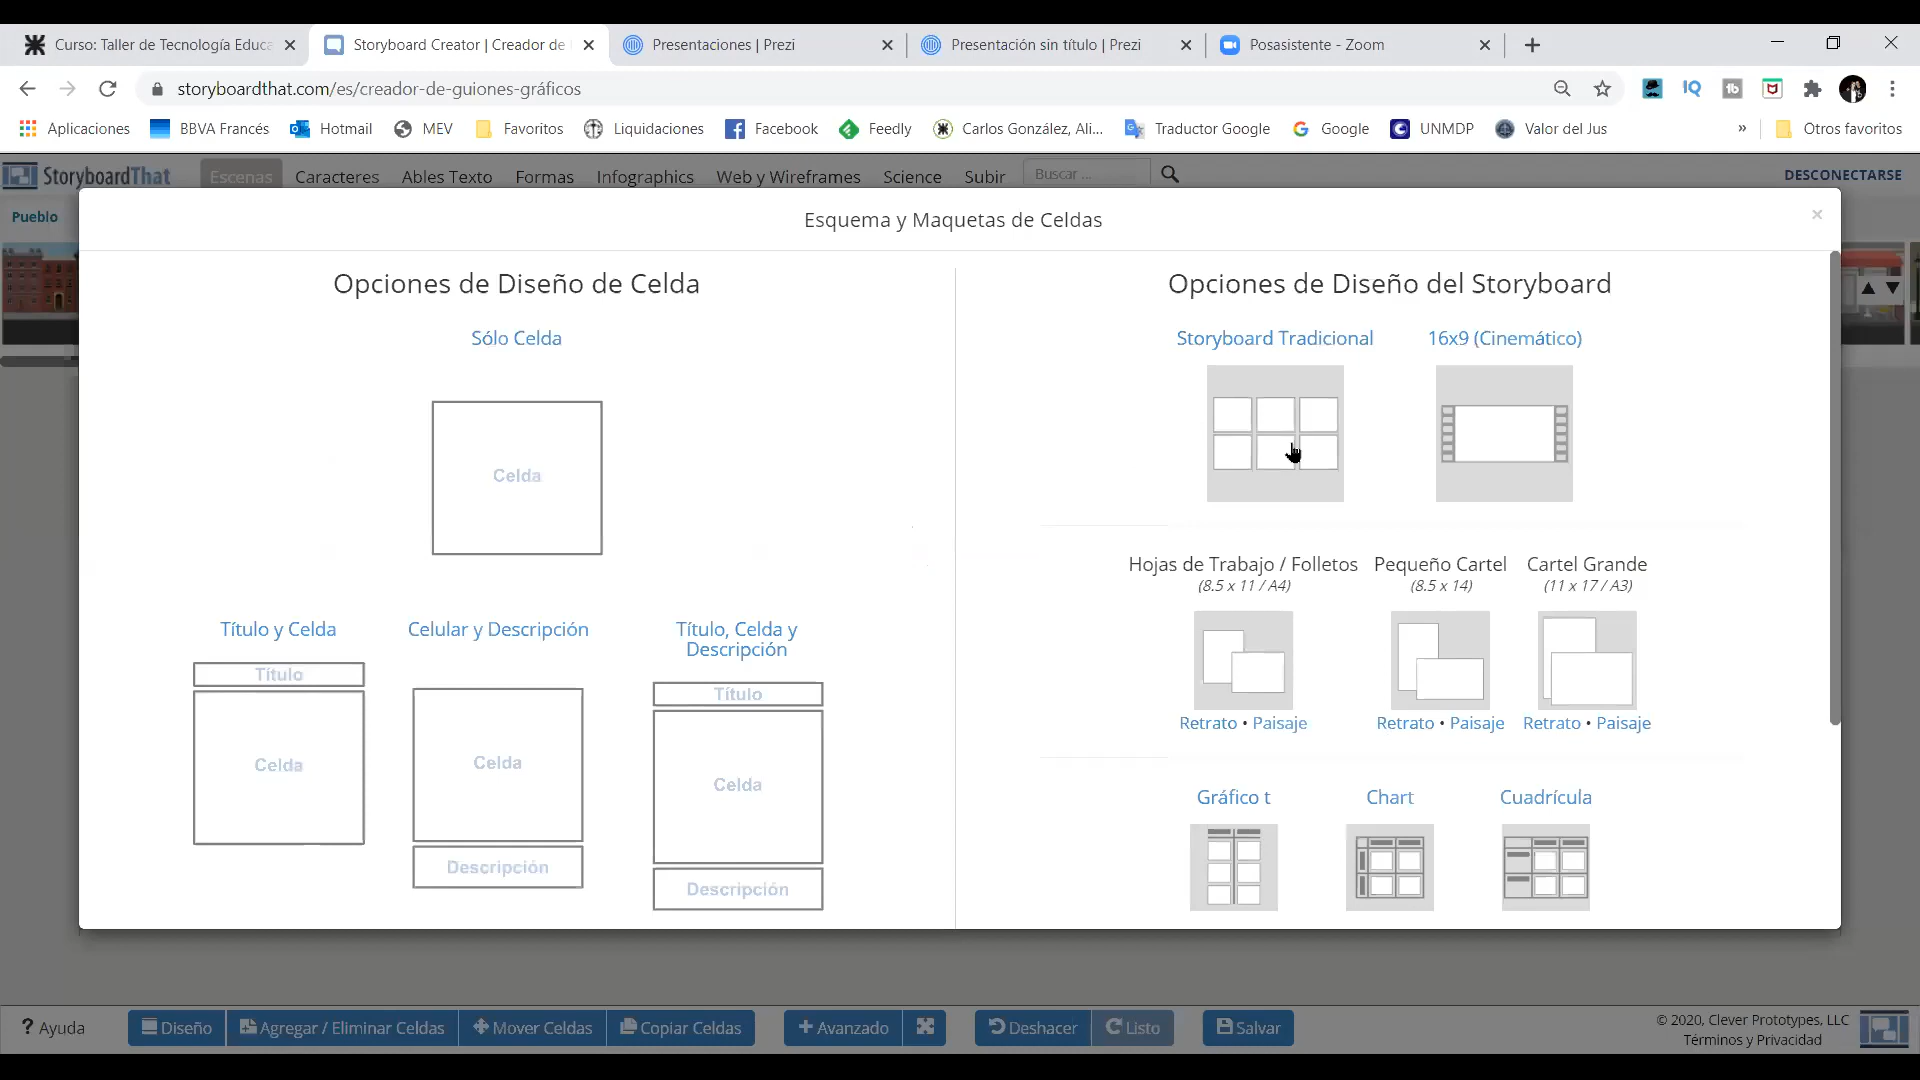 Curso: Taller de Tecnología Educa
Storyboard Creator | Creador de
Presentaciones | Prezi
Presentación sin título | Prezi
Posasistente - Zoom
storyboardthat.com/es/creador-de-guiones-gráficos
Aplicaciones
BBVA Francés
Hotmail
MEV
Favoritos
Liquidaciones
Facebook
Feedly
Carlos González, Ali...
Traductor Google
Google
UNMDP
Valor del Jus
»
Otros favoritos
StoryboardThat
Escenas
Caracteres
Ables Texto
Formas
Infographics
Web y Wireframes
Science
Subir
Buscar ...
DESCONECTARSE
Pueblo
Esquema y Maquetas de Celdas
Opciones de Diseño de Celda
Sólo Celda
Celda
Título y Celda
Título
Celda
Celular y Descripción
Celda
Descripción
Título, Celda y
Descripción
Título
Celda
Descripción
Opciones de Diseño del Storyboard
Storyboard Tradicional
16x9 (Cinemático)
Hojas de Trabajo / Folletos
(8.5 x 11 / A4)
Retrato • Paisaje
Pequeño Cartel
(8.5 x 14)
Retrato • Paisaje
Cartel Grande
(11 x 17 / A3)
Retrato • Paisaje
Gráfico t
Chart
Cuadrícula
? Ayuda
Diseño
Agregar / Eliminar Celdas
Mover Celdas
Copiar Celdas
Avanzado
Deshacer
Listo
Salvar
© 2020, Clever Prototypes, LLC
Términos y Privacidad